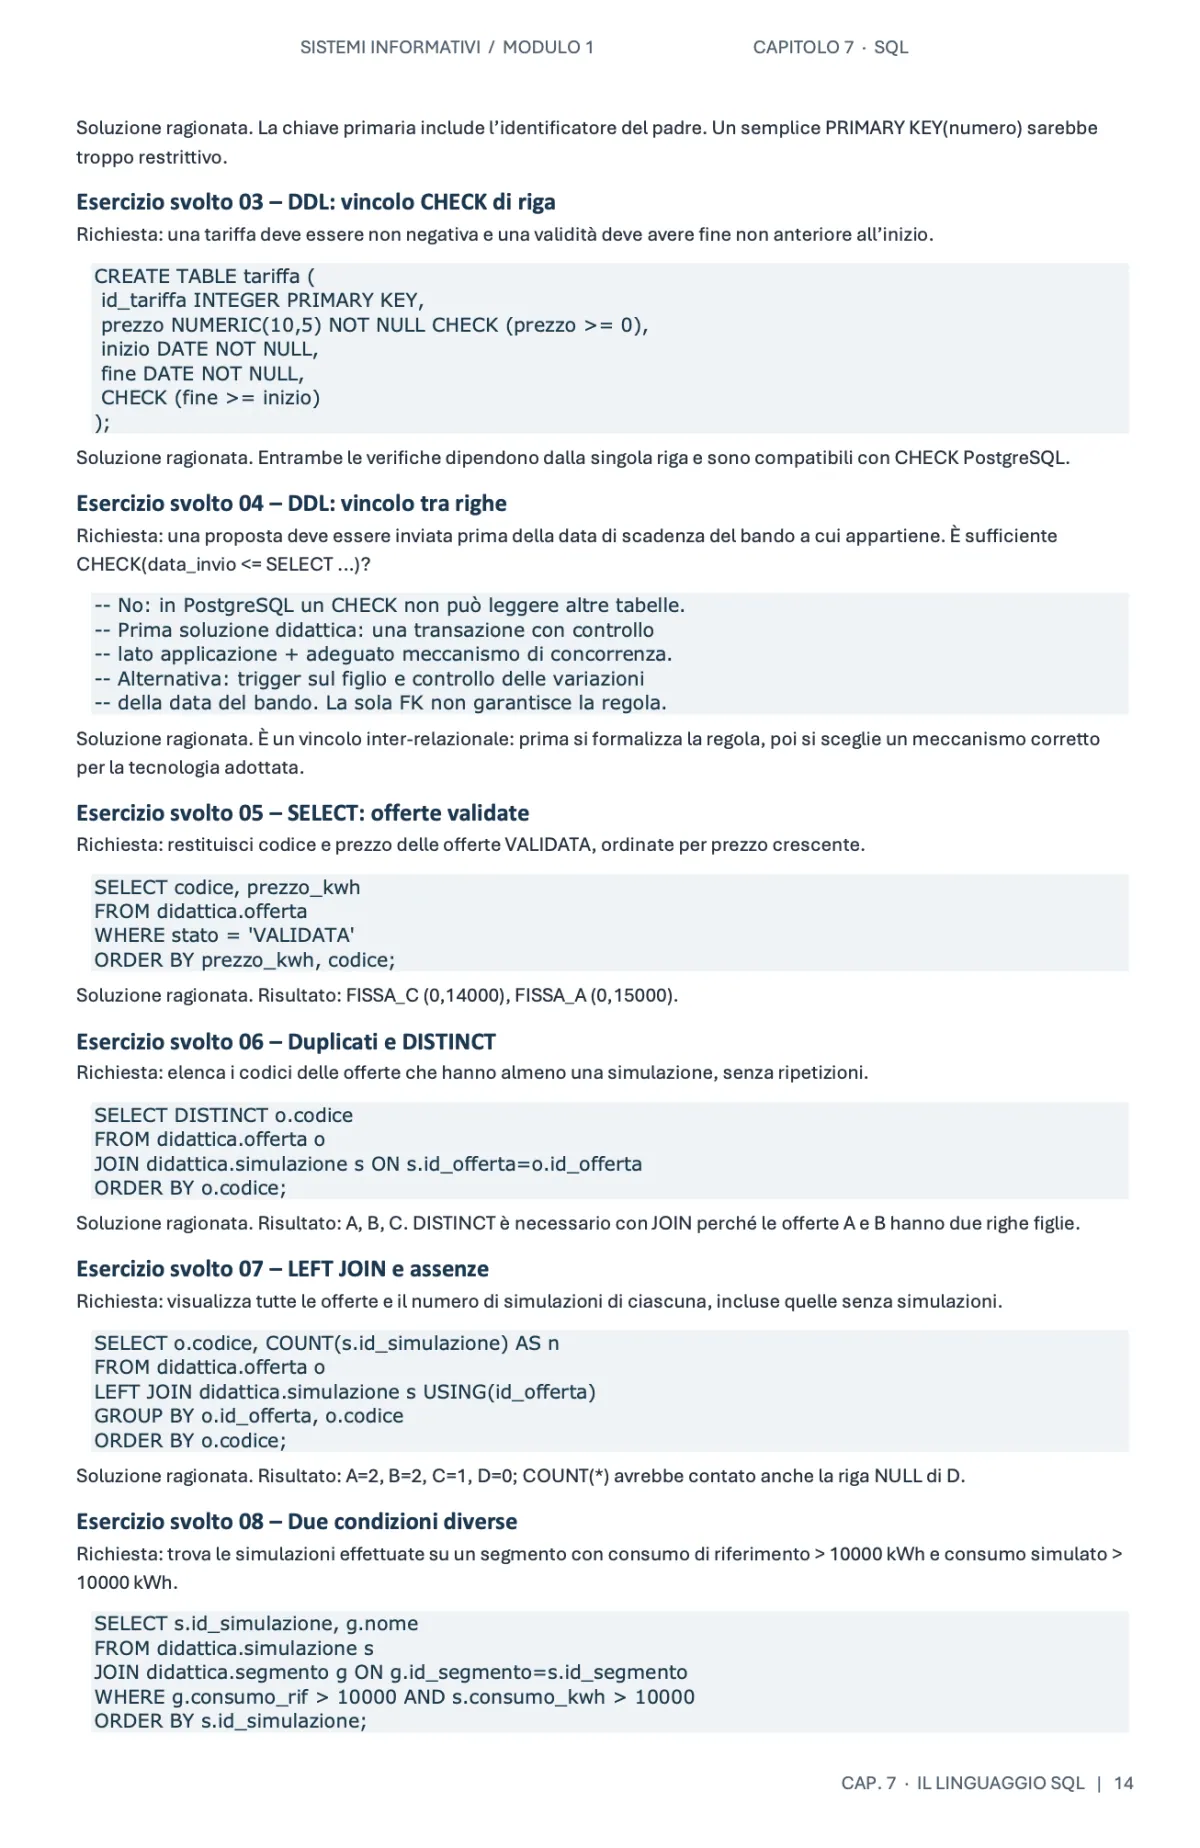 SISTEMI INFORMATIVI / MODULO 1 CAPITOLO 7 · SQL
Soluzione ragionata. La chiave primaria include l’identificatore del padre. Un semplice PRIMARY KEY(numero) sarebbe
troppo restrittivo.
Esercizio svolto 03 – DDL: vincolo CHECK di riga
Richiesta: una tariffa deve essere non negativa e una validità deve avere fine non anteriore all’inizio.
CREATE TABLE tariffa (
id_tariffa INTEGER PRIMARY KEY,
prezzo NUMERIC(10,5) NOT NULL CHECK (prezzo >= 0),
inizio DATE NOT NULL,
fine DATE NOT NULL,
CHECK (fine >= inizio)
);
Soluzione ragionata. Entrambe le verifiche dipendono dalla singola riga e sono compatibili con CHECK PostgreSQL.
Esercizio svolto 04 – DDL: vincolo tra righe
Richiesta: una proposta deve essere inviata prima della data di scadenza del bando a cui appartiene. È sufficiente
CHECK(data_invio <= SELECT ...)?
-- No: in PostgreSQL un CHECK non può leggere altre tabelle.
-- Prima soluzione didattica: una transazione con controllo
-- lato applicazione + adeguato meccanismo di concorrenza.
-- Alternativa: trigger sul figlio e controllo delle variazioni
-- della data del bando. La sola FK non garantisce la regola.
Soluzione ragionata. È un vincolo inter-relazionale: prima si formalizza la regola, poi si sceglie un meccanismo corretto
per la tecnologia adottata.
Esercizio svolto 05 – SELECT: offerte validate
Richiesta: restituisci codice e prezzo delle offerte VALIDATA, ordinate per prezzo crescente.
SELECT codice, prezzo_kwh
FROM didattica.offerta
WHERE stato = 'VALIDATA'
ORDER BY prezzo_kwh, codice;
Soluzione ragionata. Risultato: FISSA_C (0,14000), FISSA_A (0,15000).
Esercizio svolto 06 – Duplicati e DISTINCT
Richiesta: elenca i codici delle offerte che hanno almeno una simulazione, senza ripetizioni.
SELECT DISTINCT o.codice
FROM didattica.offerta o
JOIN didattica.simulazione s ON s.id_offerta=o.id_offerta
ORDER BY o.codice;
Soluzione ragionata. Risultato: A, B, C. DISTINCT è necessario con JOIN perché le offerte A e B hanno due righe figlie.
Esercizio svolto 07 – LEFT JOIN e assenze
Richiesta: visualizza tutte le offerte e il numero di simulazioni di ciascuna, incluse quelle senza simulazioni.
SELECT o.codice, COUNT(s.id_simulazione) AS n
FROM didattica.offerta o
LEFT JOIN didattica.simulazione s USING(id_offerta)
GROUP BY o.id_offerta, o.codice
ORDER BY o.codice;
Soluzione ragionata. Risultato: A=2, B=2, C=1, D=0; COUNT(*) avrebbe contato anche la riga NULL di D.
Esercizio svolto 08 – Due condizioni diverse
Richiesta: trova le simulazioni effettuate su un segmento con consumo di riferimento > 10000 kWh e consumo simulato >
10000 kWh.
SELECT s.id_simulazione, g.nome
FROM didattica.simulazione s
JOIN didattica.segmento g ON g.id_segmento=s.id_segmento
WHERE g.consumo_rif > 10000 AND s.consumo_kwh > 10000
ORDER BY s.id_simulazione;
CAP. 7 · IL LINGUAGGIO SQL | 14